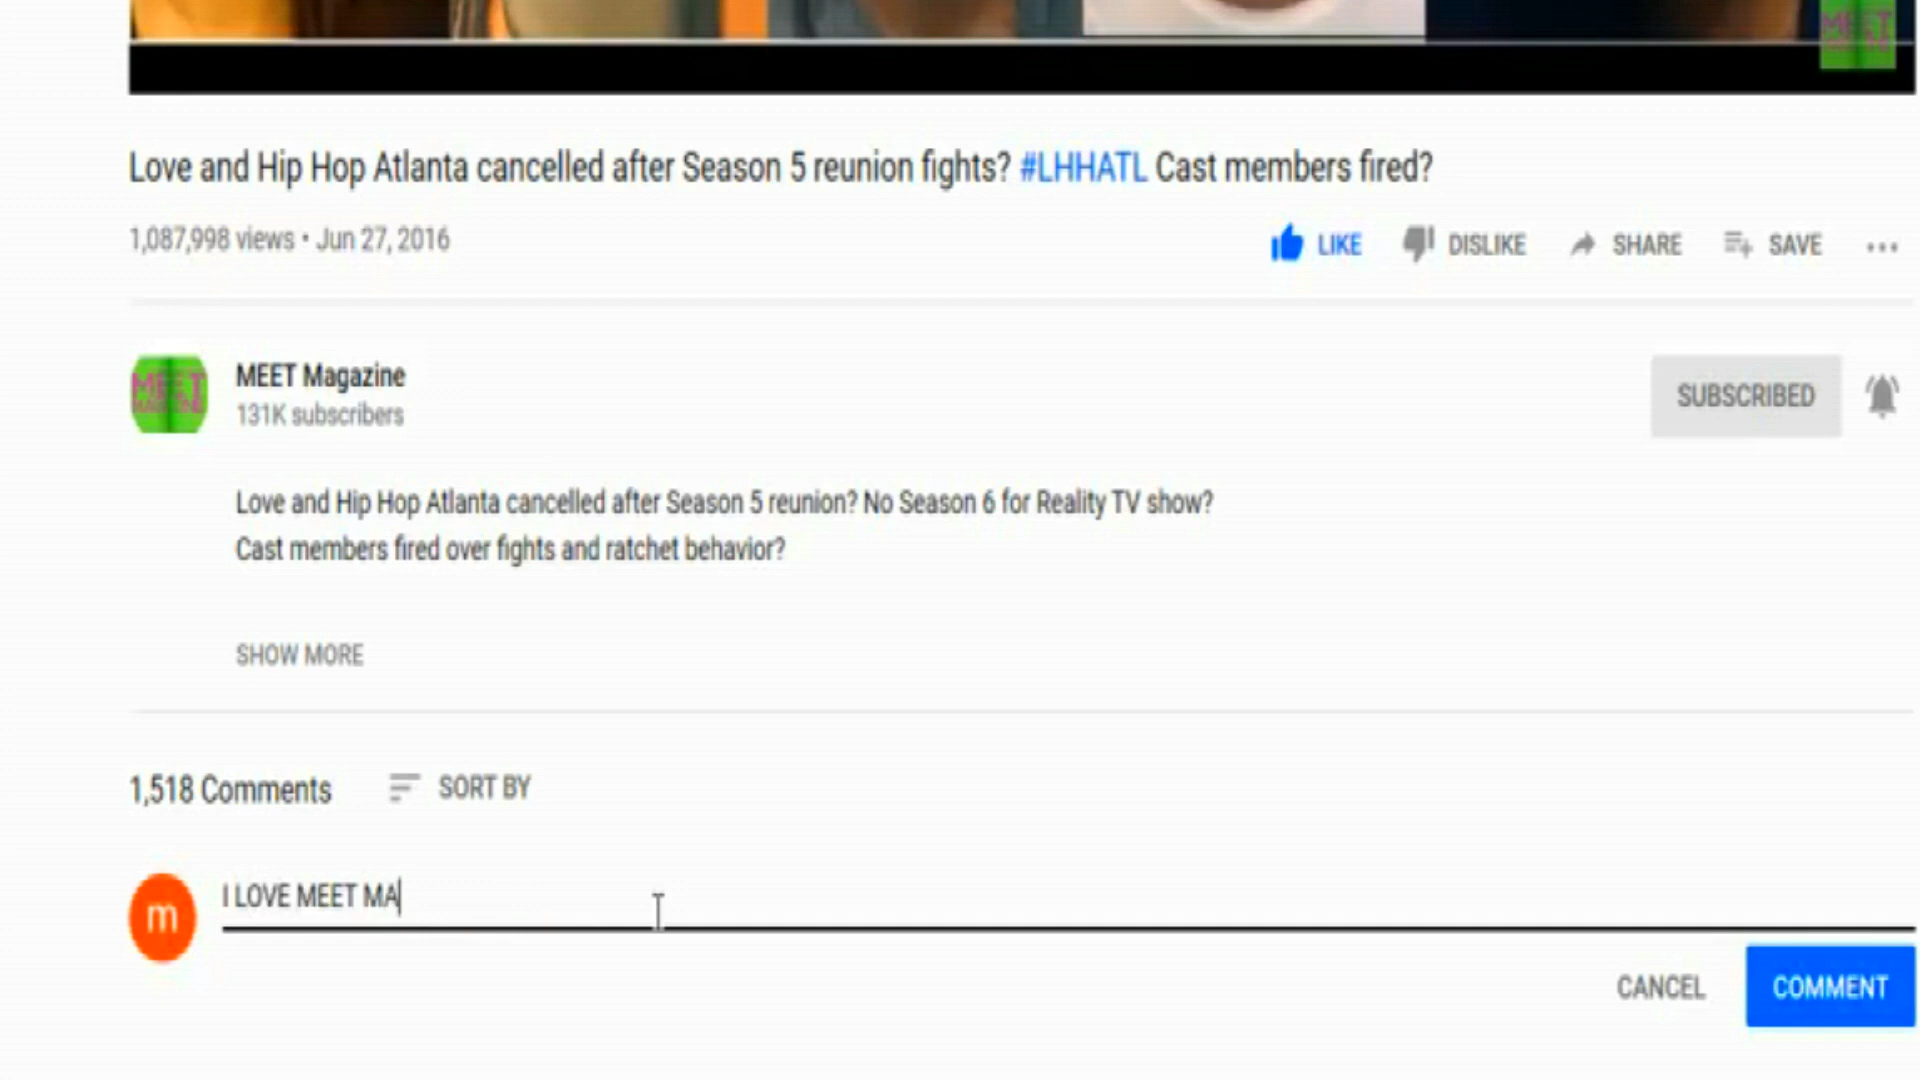 MEET
Love and Hip Hop Atlanta cancelled after Season 5 reunion fights? #LHHATL Cast members fired?
1,087,998 views • Jun 27, 2016
LIKE DISLIKE SHARE SAVE
MEET
MEET Magazine
131K subscribers
SUBSCRIBED
Love and Hip Hop Atlanta cancelled after Season 5 reunion? No Season 6 for Reality TV show?
Cast members fired over fights and ratchet behavior?
SHOW MORE
1,518 Comments SORT BY
m
I LOVE MEET MA
CANCEL COMMENT